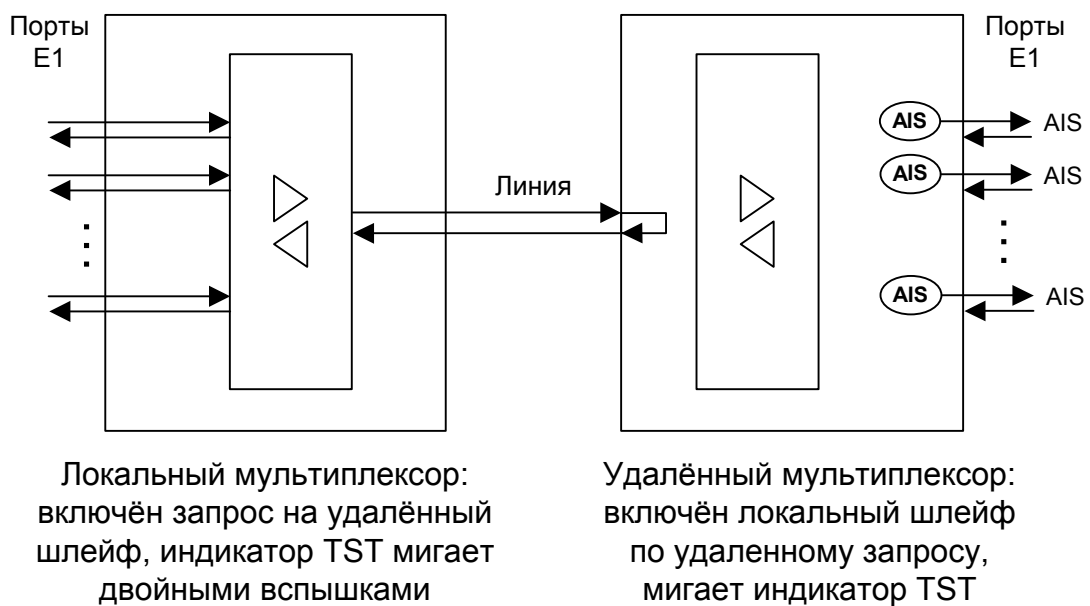 Порты
E1
Порты
E1
AIS
AIS
AIS
AIS
Линия
AIS
AIS
Локальный мультиплексор:
включён запрос на удалённый
шлейф, индикатор TST мигает
двойными вспышками
Удалённый мультиплексор:
включён локальный шлейф
по удаленному запросу,
мигает индикатор TST